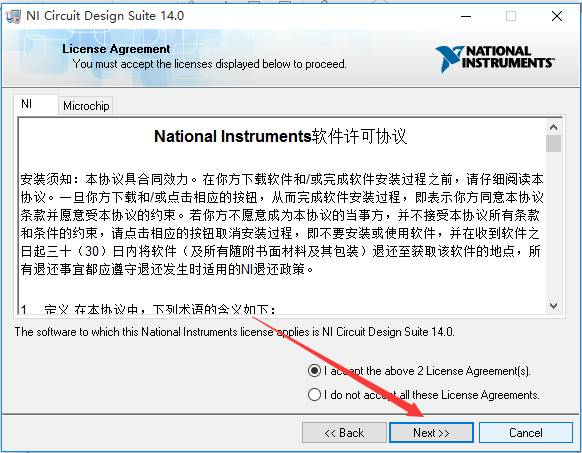 NI Circuit Design Suite 14.0
License Agreement
You must accept the licenses displayed below to proceed.
NATIONAL
INSTRUMENTS
NI
Microchip
National Instruments软件许可协议
安装须知：本协议具合同效力。在你方下载软件和/或完成软件安装过程之前，请仔细阅读本
协议。一旦你方下载和/或点击相应的按钮，从而完成软件安装过程，即表示你方同意本协议
条款并愿意受本协议的约束。若你方不愿意成为本协议的当事方，并不接受本协议所有条款
和条件的约束，请点击相应的按钮取消安装过程，即不要安装或使用软件，并在收到软件之
日起三十（30）日内将软件（及所有随附书面材料及其包装）退还至获取该软件的地点，所
有退还事宜都应遵守退还发生时适用的NI退还政策。
1. 定义.在本协议中，下列术语的含义如下：
The software to which this National Instruments license applies is NI Circuit Design Suite 14.0.
I accept the above 2 License Agreement(s).
I do not accept all these License Agreements.
<< Back
Next >>
Cancel